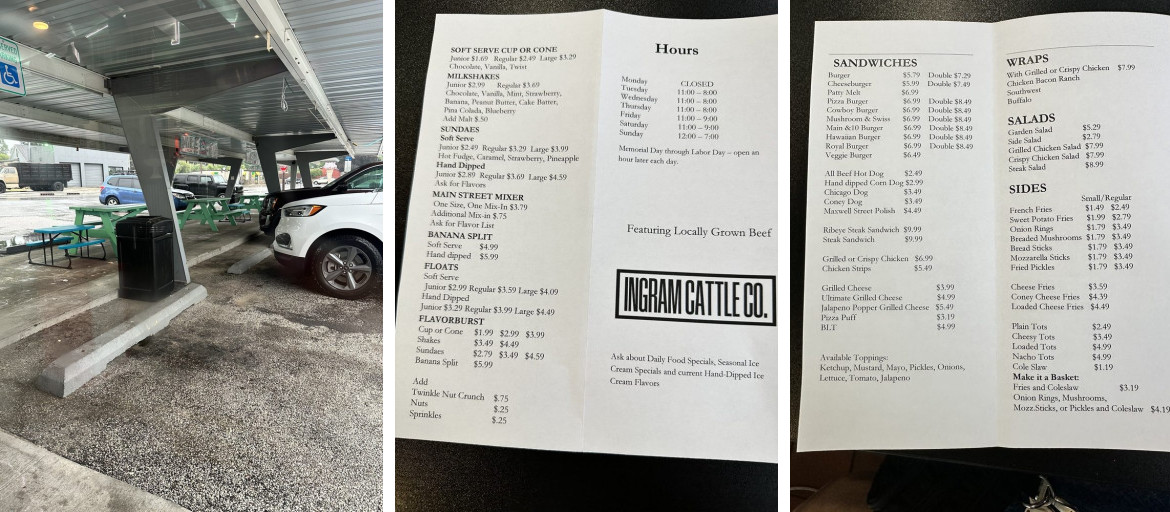 SOFT SERVE CUP OR CONE
Junior $1.69 Regular $2.49 Large $3.29
Chocolate, Vanilla, Twist
MILKSHAKES
Junior $2.99 Regular $3.69
Chocolate, Vanilla, Mint, Strawberry,
Banana, Peanut Butter, Cake Batter,
Pina Colada, Blueberry
Add Malt $.50
SUNDAES
Soft Serve
Junior $2.49 Regular $3.29 Large $3.99
Hot Fudge, Caramel, Strawberry, Pineapple
Hand Dipped
Junior $2.89 Regular $3.69 Large $4.59
Ask for Flavors
MAIN STREET MIXER
One Size, One Mix-In $3.79
Additional Mix-in $.75
Ask for Flavor List
BANANA SPLIT
Soft Serve $4.99
Hand dipped $5.99
FLOATS
Soft Serve
Junior $2.99 Regular $3.59 Large $4.09
Hand Dipped
Junior $3.29 Regular $3.99 Large $4.49
FLAVORBURST
Cup or Cone $1.99 $2.99 $3.99
Shakes $3.49 $4.49
Sundaes $2.79 $3.49 $4.59
Banana Split $5.99
Add
Twinkle Nut Crunch $.75
Nuts $.25
Sprinkles $.25
Hours
Monday CLOSED
Tuesday 11:00 – 8:00
Wednesday 11:00 – 8:00
Thursday 11:00 – 8:00
Friday 11:00 – 9:00
Saturday 11:00 – 9:00
Sunday 12:00 – 7:00
Memorial Day through Labor Day – open an
hour later each day.
Featuring Locally Grown Beef
INGRAM CATTLE CO.
Ask about Daily Food Specials, Seasonal Ice
Cream Specials and current Hand-Dipped Ice
Cream Flavors
SANDWICHES
Burger $5.79 Double $7.29
Cheeseburger $5.99 Double $7.49
Patty Melt $6.99
Pizza Burger $6.99 Double $8.49
Cowboy Burger $6.99 Double $8.49
Mushroom & Swiss $6.99 Double $8.49
Main &10 Burger $6.99 Double $8.49
Hawaiian Burger $6.99 Double $8.49
Royal Burger $6.99 Double $8.49
Veggie Burger $6.49
All Beef Hot Dog $2.49
Hand dipped Corn Dog $2.99
Chicago Dog $3.49
Coney Dog $3.49
Maxwell Street Polish $4.49
Ribeye Steak Sandwich $9.99
Steak Sandwich $9.99
Grilled or Crispy Chicken $6.99
Chicken Strips $5.49
Grilled Cheese $3.99
Ultimate Grilled Cheese $4.99
Jalapeno Popper Grilled Cheese $5.49
Pizza Puff $3.19
BLT $4.99
Available Toppings:
Ketchup, Mustard, Mayo, Pickles, Onions,
Lettuce, Tomato, Jalapeno
WRAPS
With Grilled or Crispy Chicken $7.99
Chicken Bacon Ranch
Southwest
Buffalo
SALADS
Garden Salad $5.29
Side Salad $2.79
Grilled Chicken Salad $7.99
Crispy Chicken Salad $7.99
Steak Salad $8.99
SIDES
Small/Regular
French Fries $1.49 $2.49
Sweet Potato Fries $1.99 $2.79
Onion Rings $1.79 $3.49
Breaded Mushrooms $1.79 $3.49
Bread Sticks $1.79 $3.49
Mozzarella Sticks $1.79 $3.49
Fried Pickles $1.79 $3.49
Cheese Fries $3.59
Coney Cheese Fries $4.39
Loaded Cheese Fries $4.49
Plain Tots $2.49
Cheesy Tots $3.49
Loaded Tots $4.99
Nacho Tots $4.99
Cole Slaw $1.19
Make it a Basket:
Fries and Coleslaw $3.19
Onion Rings, Mushrooms,
Mozz.Sticks, or Pickles and Coleslaw $4.19